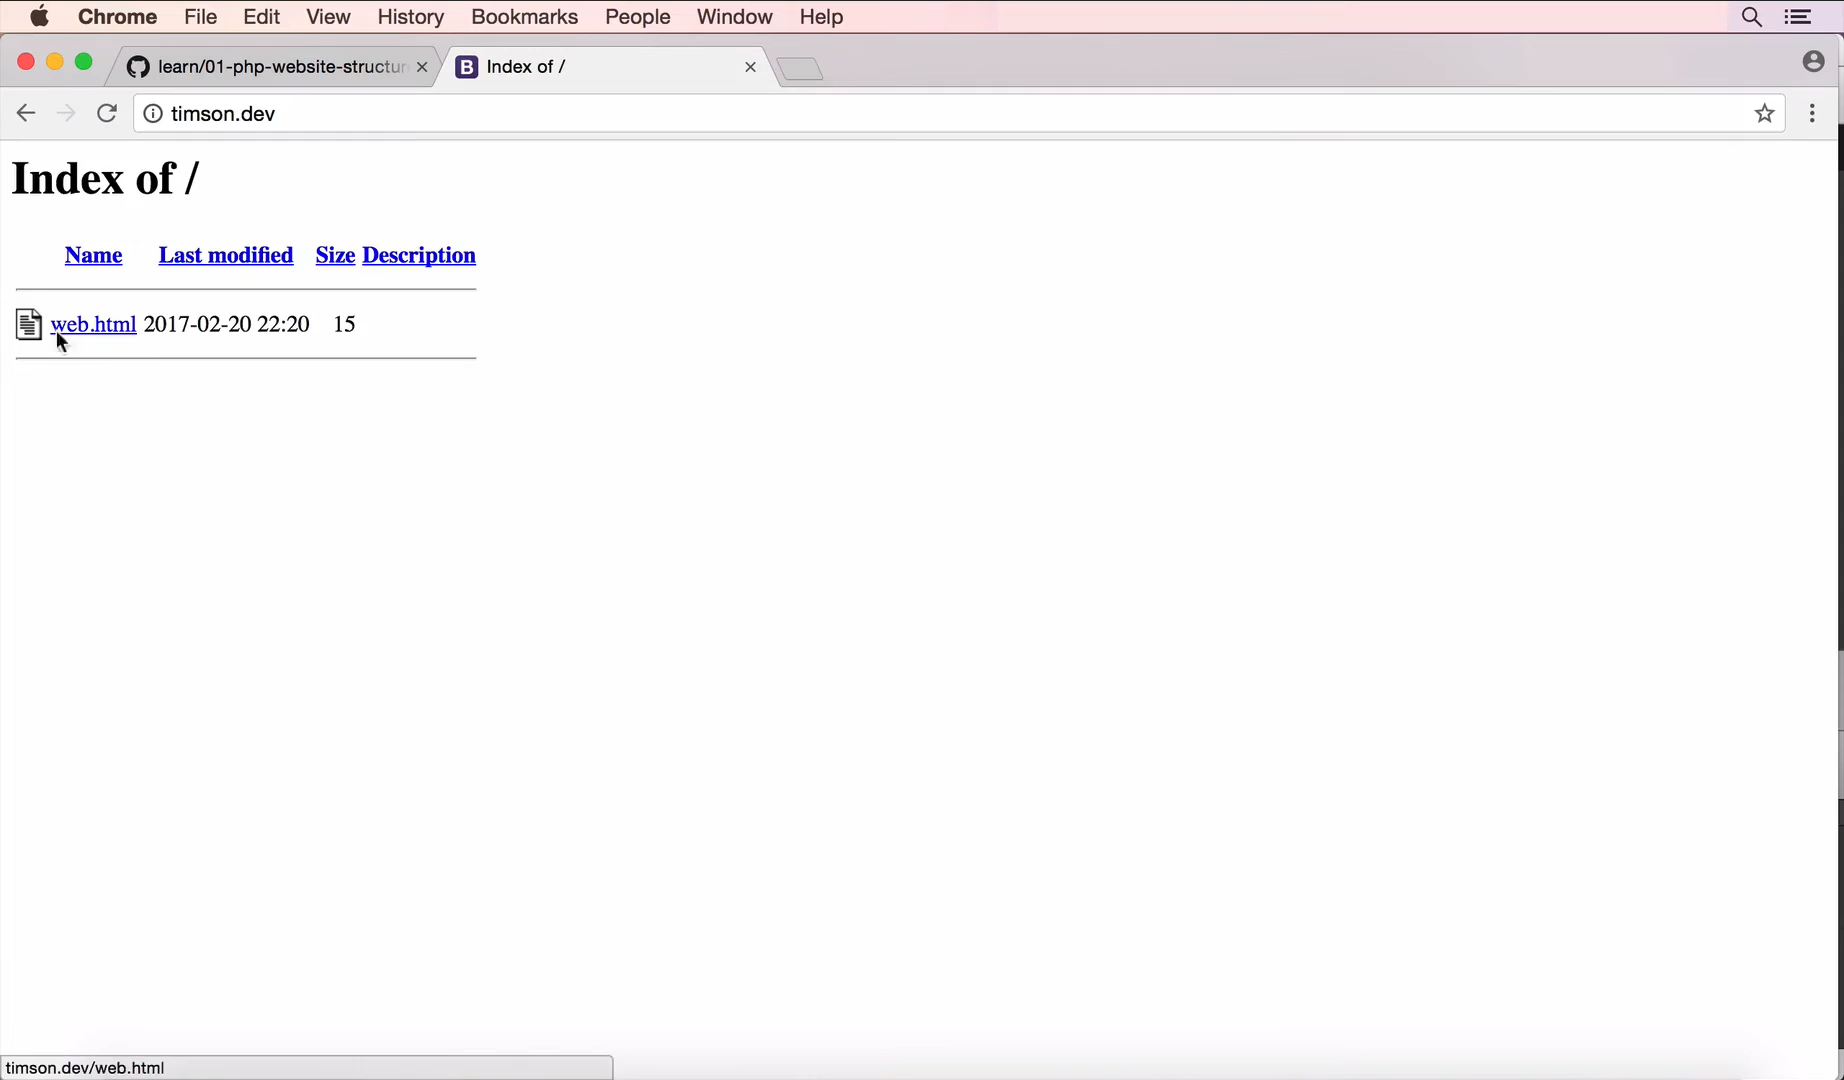 Chrome File Edit View History Bookmarks People Window Help
learn/01-php-website-structur
B Index of /
timson.dev
Index of /
Name Last modified Size Description
web.html 2017-02-20 22:20 15
timson.dev/web.html